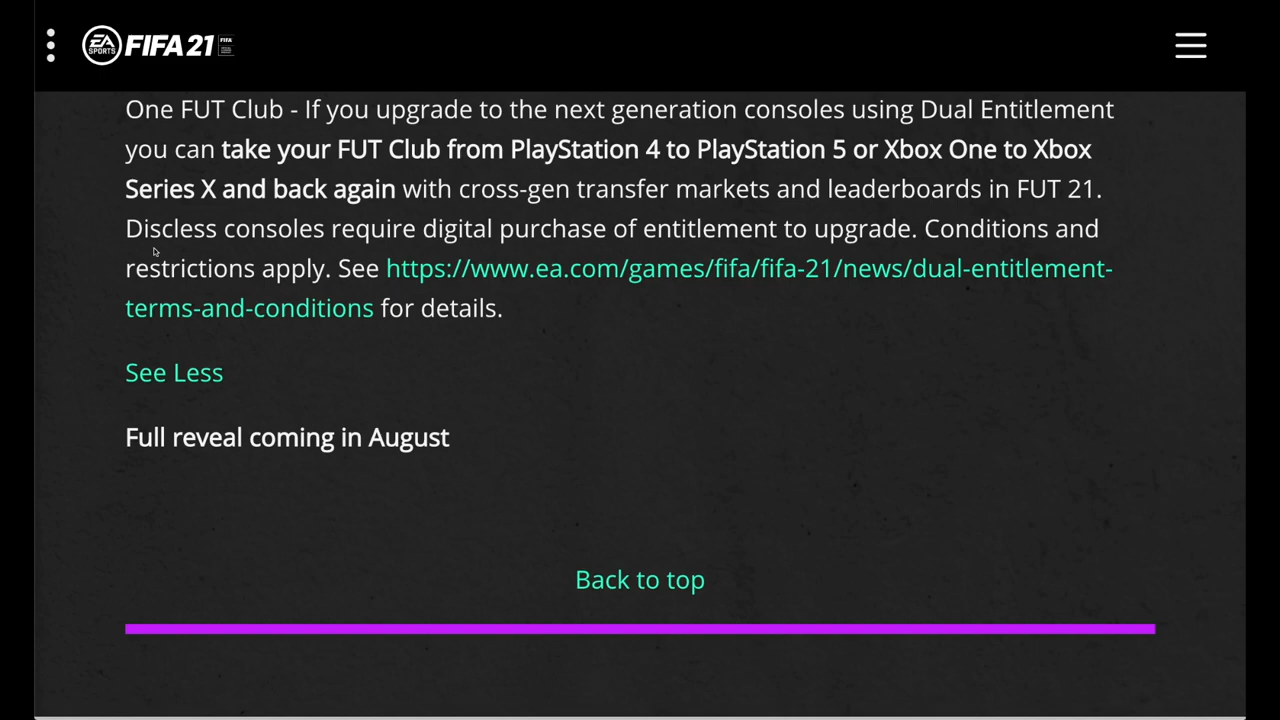 EA SPORTS FIFA 21 FIFA
One FUT Club - If you upgrade to the next generation consoles using Dual Entitlement
you can take your FUT Club from PlayStation 4 to PlayStation 5 or Xbox One to Xbox
Series X and back again with cross-gen transfer markets and leaderboards in FUT 21.
Discless consoles require digital purchase of entitlement to upgrade. Conditions and
restrictions apply. See https://www.ea.com/games/fifa/fifa-21/news/dual-entitlement-
terms-and-conditions for details.
See Less
Full reveal coming in August
Back to top